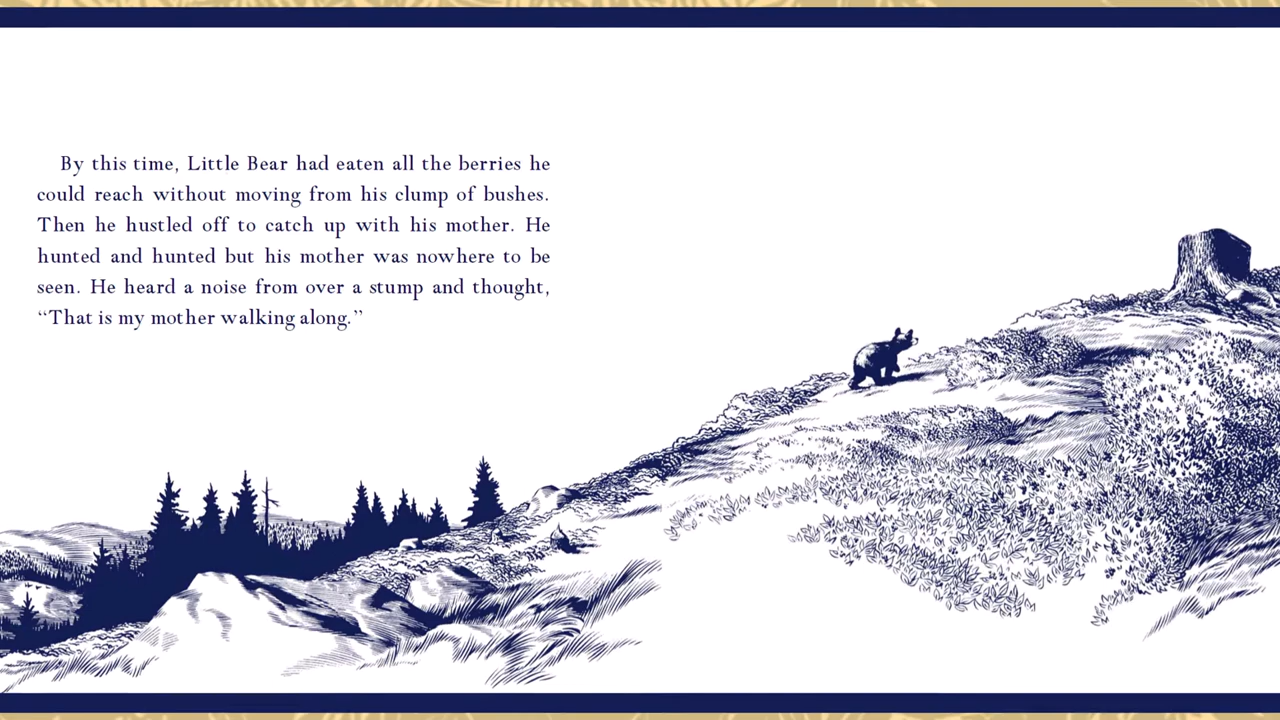 By this time, Little Bear had eaten all the berries he
could reach without moving from his clump of bushes.
Then he hustled off to catch up with his mother. He
hunted and hunted but his mother was nowhere to be
seen. He heard a noise from over a stump and thought,
“That is my mother walking along.”